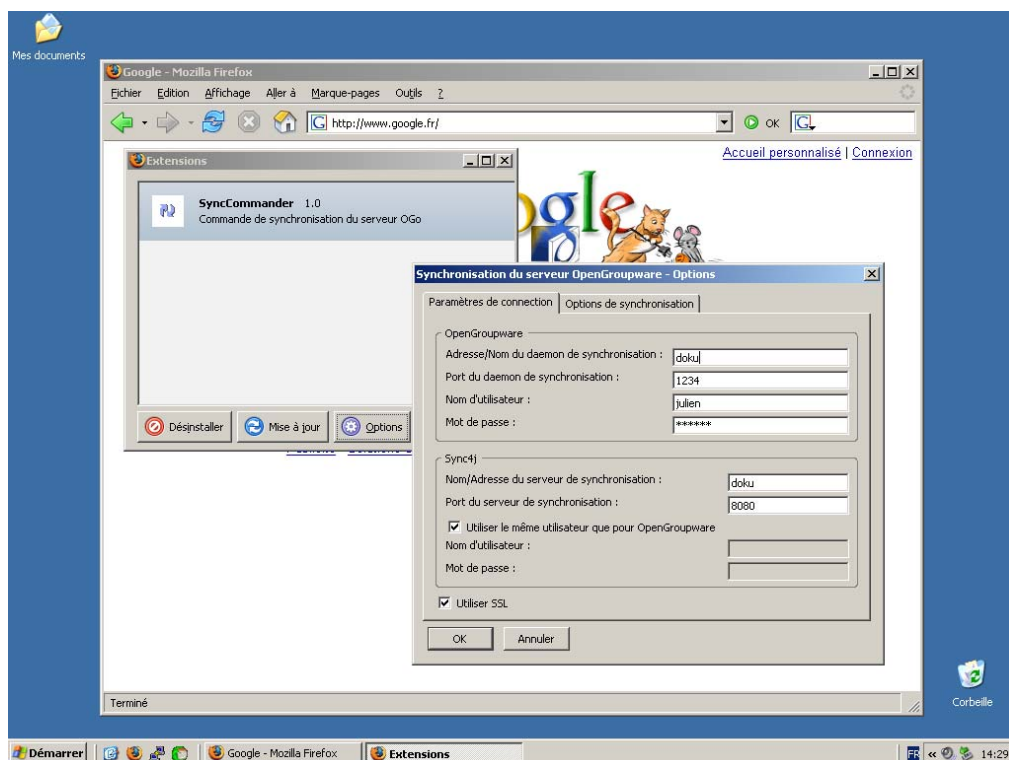 Mes documents
Google - Mozilla Firefox
Fichier Edition Affichage Aller à Marque-pages Outils ?
http://www.google.fr/
OK
G
Accueil personnalisé | Connexion
Extensions
SyncCommander 1.0
Commande de synchronisation du serveur OGo
ogle
Désinstaller
Mise à jour
Options
Synchronisation du serveur OpenGroupware - Options
Paramètres de connection
Options de synchronisation
OpenGroupware
Adresse/Nom du daemon de synchronisation : doku
Port du daemon de synchronisation : 1234
Nom d'utilisateur : julien
Mot de passe : ******
Sync4j
Nom/Adresse du serveur de synchronisation : doku
Port du serveur de synchronisation : 8080
Utiliser le même utilisateur que pour OpenGroupware
Nom d'utilisateur :
Mot de passe :
Utiliser SSL
OK
Annuler
Terminé
Corbeille
Démarrer
Google - Mozilla Firefox
Extensions
FR
14:29